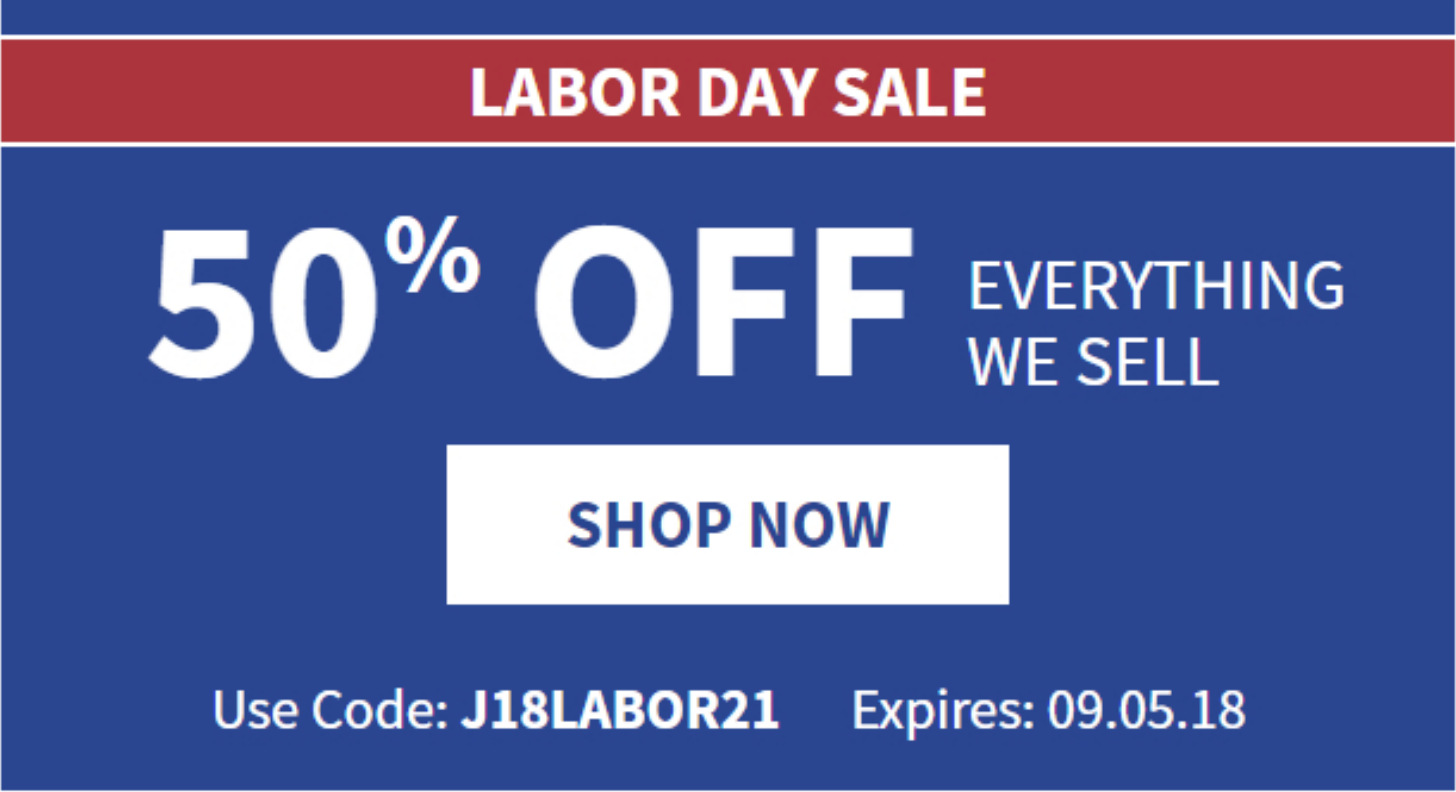 LABOR DAY SALE
50% OFF
EVERYTHING
WE SELL
SHOP NOW
Use Code: J18LABOR21 Expires: 09.05.18